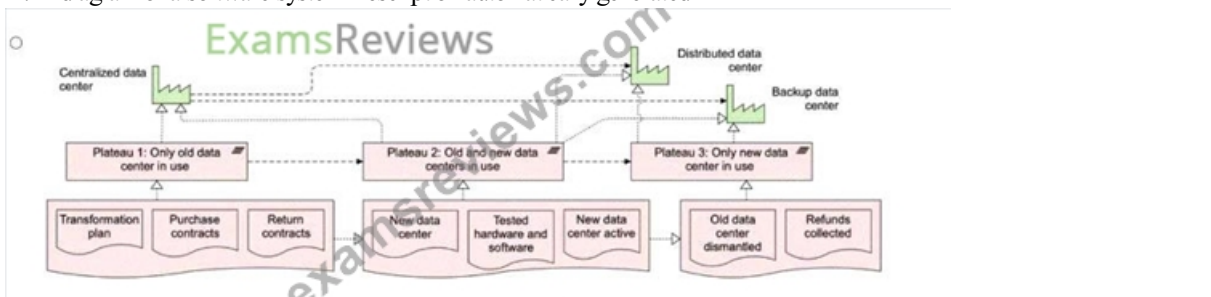 ExamsReviews
Centralized data
center
Distributed data
center
Backup data
center
Plateau 1: Only old data
center in use
Plateau 2: Old and new data
centers in use
Plateau 3: Only new data
center in use
Transformation
plan
Purchase
contracts
Return
contracts
New data
center
Tested
hardware and
software
New data
center active
Old data
center
dismantled
Refunds
collected
examsreviews.com